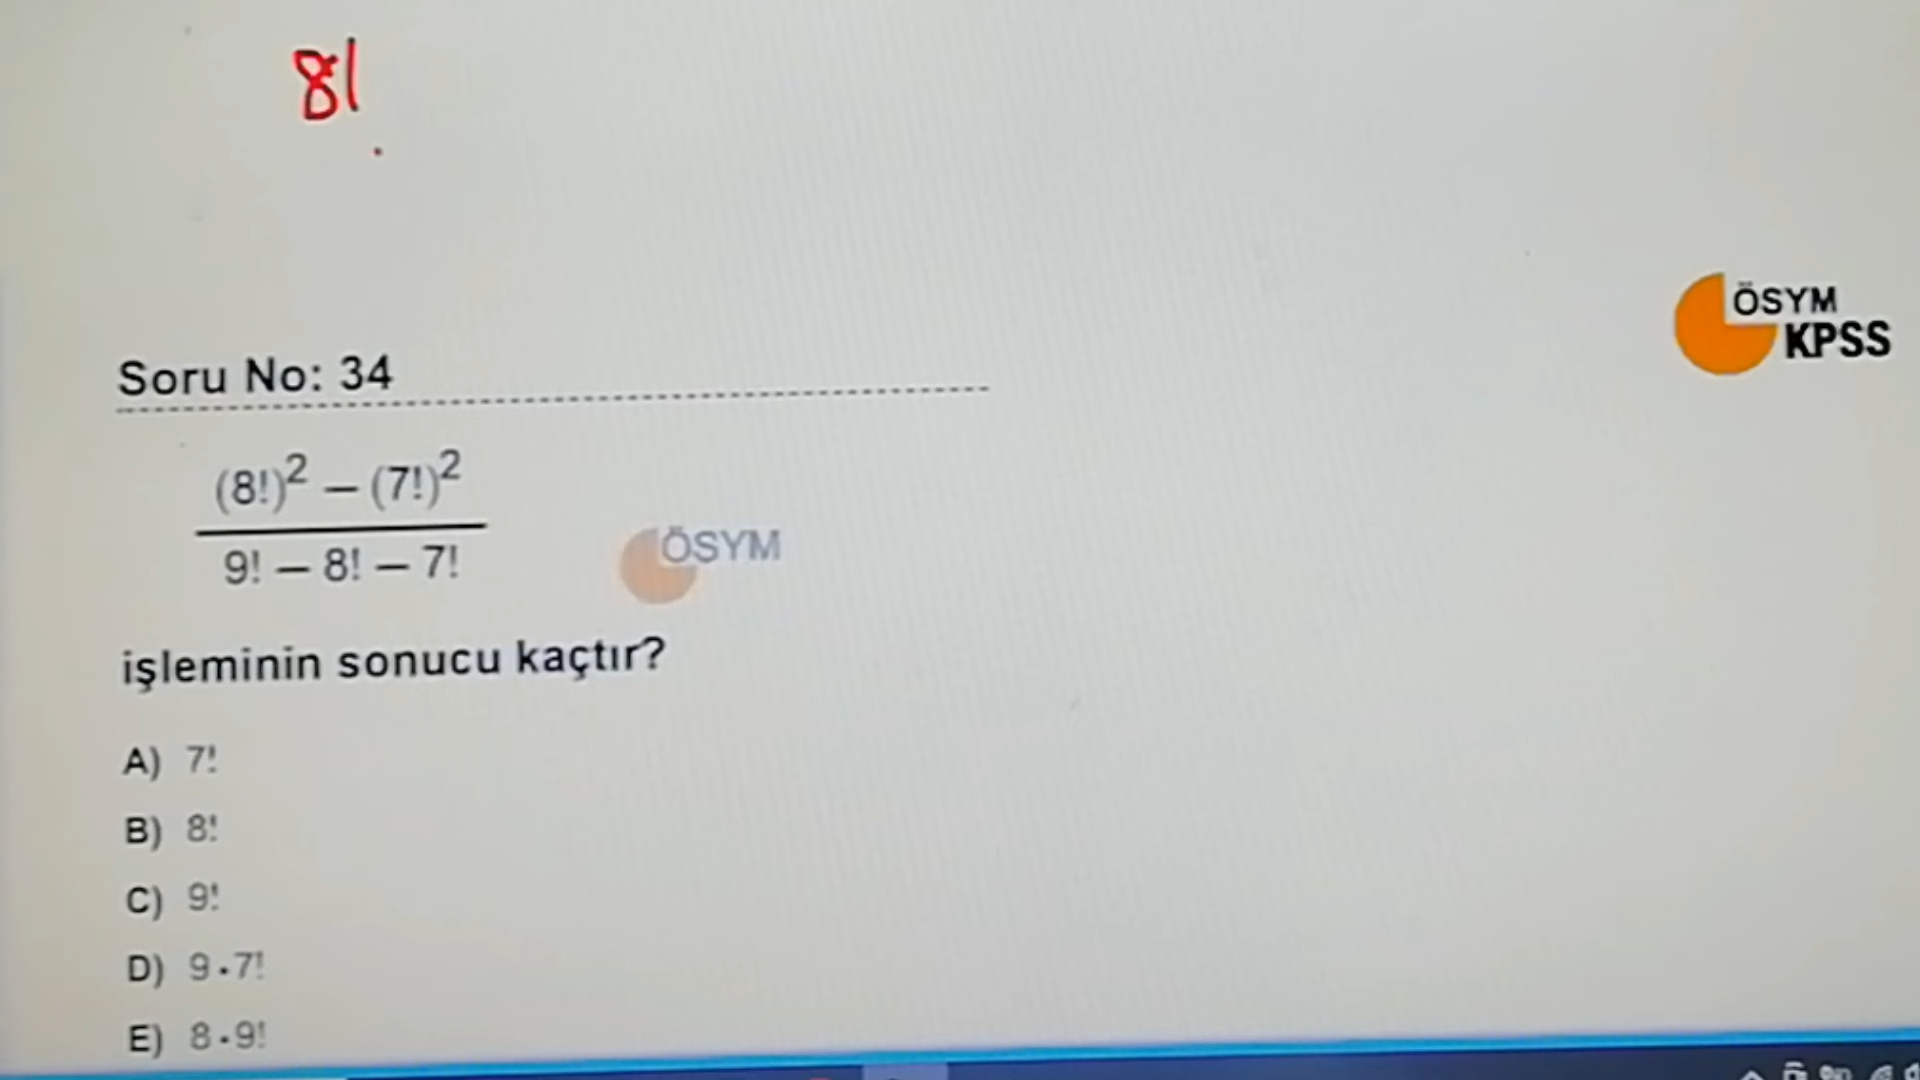 8!
ÖSYM
KPSS
Soru No: 34
(8!)² – (7!)²
9! – 8! – 7!
ÖSYM
işleminin sonucu kaçtır?
A) 7!
B) 8!
C) 9!
D) 9 · 7!
E) 8 · 9!